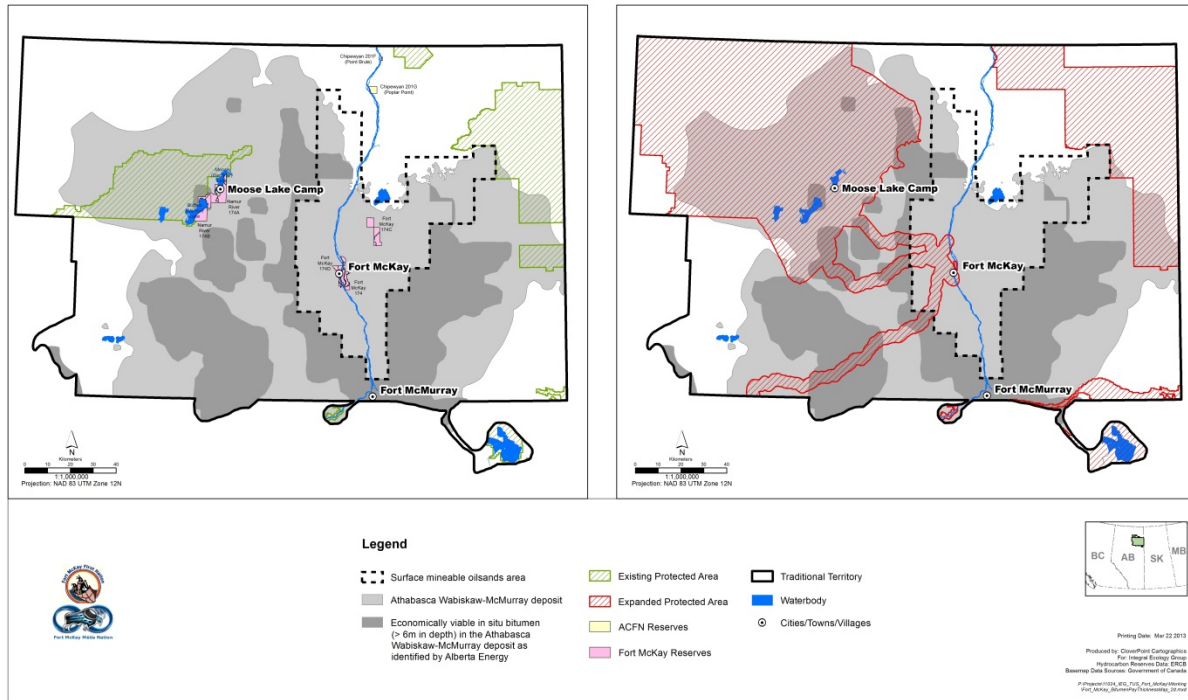 Chipewyan 201F
(Point Brule)
Chipewyan 201G
(Poplar Point)
Moose Lake Camp
Namur
River
174A
Namur
River
174B
Fort
McKay
174C
Fort
McKay
174D
Fort McKay
Fort
McKay
174
Fort McMurray
N
Kilometers
0 10 20 30 40
1:1,000,000
Projection: NAD 83 UTM Zone 12N
Moose Lake Camp
Fort McKay
Fort McMurray
N
Kilometers
0 10 20 30 40
1:1,000,000
Projection: NAD 83 UTM Zone 12N
Fort McKay First Nation
Fort McKay Métis Nation
Legend
Surface mineable oilsands area
Athabasca Wabiskaw-McMurray deposit
Economically viable in situ bitumen
(> 6m in depth) in the Athabasca
Wabiskaw-McMurray deposit as
identified by Alberta Energy
Existing Protected Area
Expanded Protected Area
ACFN Reserves
Fort McKay Reserves
Traditional Territory
Waterbody
Cities/Towns/Villages
BC
AB
SK
MB
Printing Date: Mar 22 2013
Produced by: CloverPoint Cartographics
For: Integral Ecology Group
Hydrocarbon Reserves Data: ERCB
Basemap Data Sources: Government of Canada